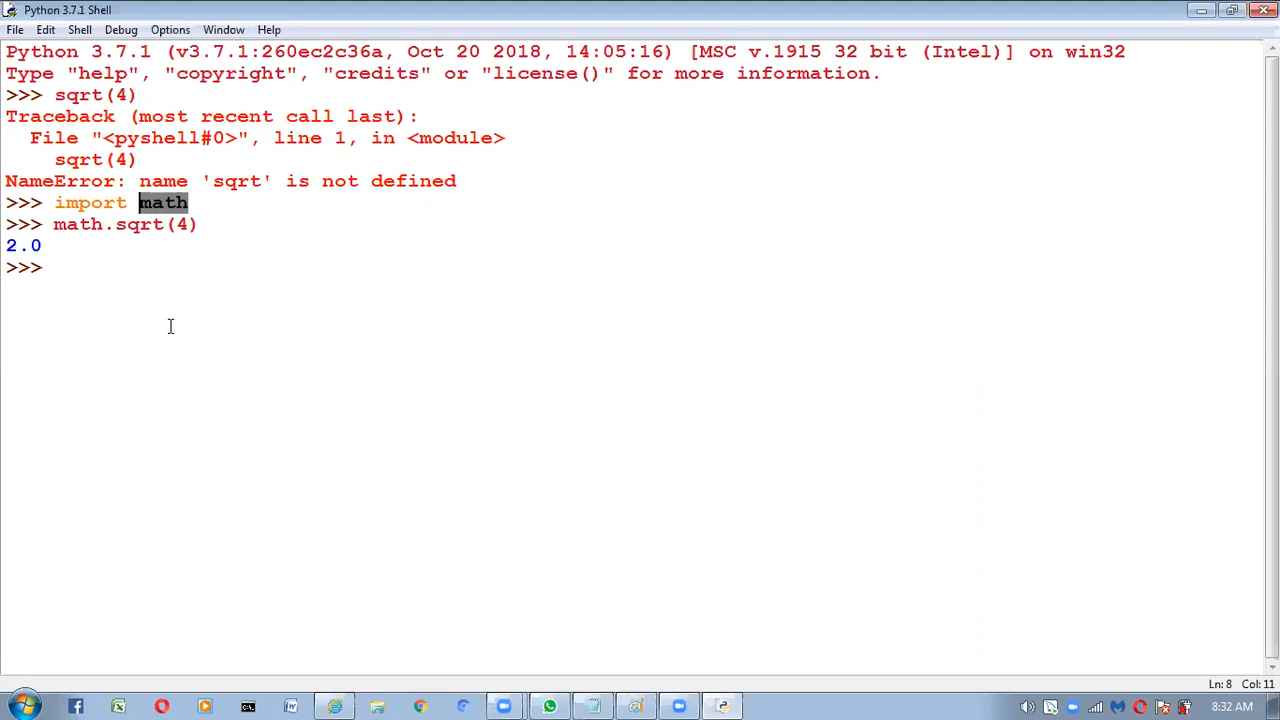 Python 3.7.1 Shell
File Edit Shell Debug Options Window Help
Python 3.7.1 (v3.7.1:260ec2c36a, Oct 20 2018, 14:05:16) [MSC v.1915 32 bit (Intel)] on win32
Type "help", "copyright", "credits" or "license()" for more information.
>>> sqrt(4)
Traceback (most recent call last):
  File "<pyshell#0>", line 1, in <module>
    sqrt(4)
NameError: name 'sqrt' is not defined
>>> import math
>>> math.sqrt(4)
2.0
>>>
Ln: 8 Col: 11
8:32 AM